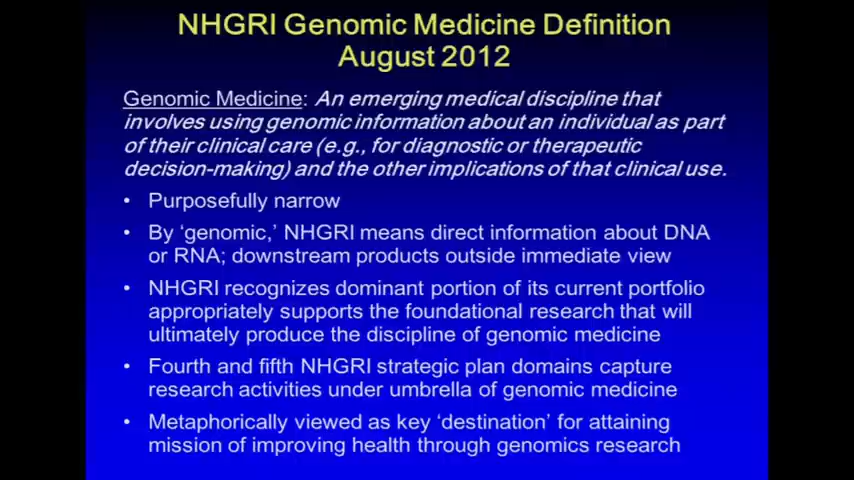 NHGRI Genomic Medicine Definition
August 2012
Genomic Medicine: An emerging medical discipline that
involves using genomic information about an individual as part
of their clinical care (e.g., for diagnostic or therapeutic
decision-making) and the other implications of that clinical use.
• Purposefully narrow
• By ‘genomic,’ NHGRI means direct information about DNA
or RNA; downstream products outside immediate view
• NHGRI recognizes dominant portion of its current portfolio
appropriately supports the foundational research that will
ultimately produce the discipline of genomic medicine
• Fourth and fifth NHGRI strategic plan domains capture
research activities under umbrella of genomic medicine
• Metaphorically viewed as key ‘destination’ for attaining
mission of improving health through genomics research